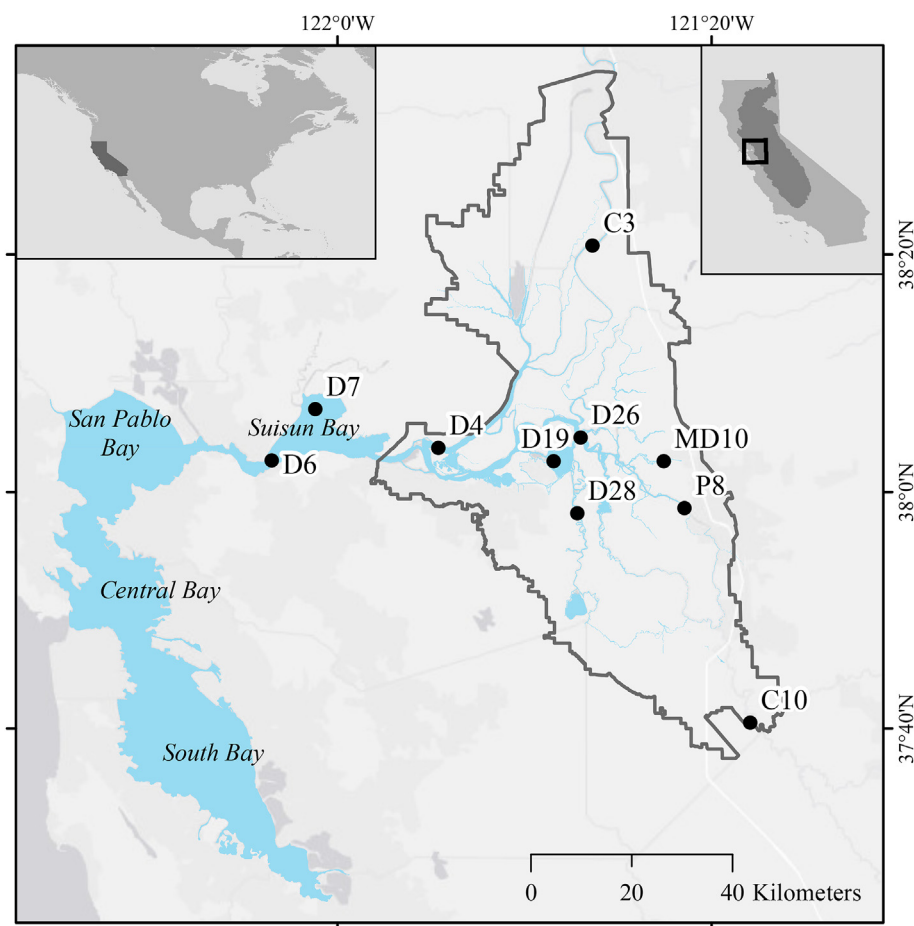 122°0'W
121°20'W
C3
38°20'N
D7
San Pablo
Bay
Suisun Bay
D4
D26
D19
MD10
D6
D28
P8
38°0'N
Central Bay
C10
37°40'N
South Bay
0
20
40 Kilometers